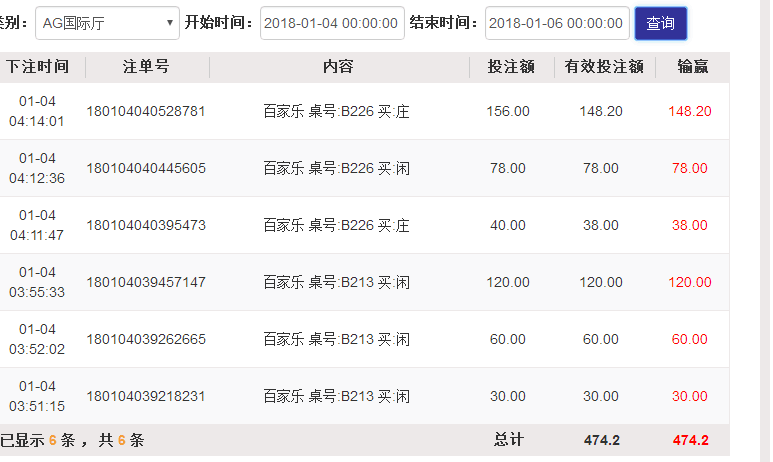 类别： AG国际厅 开始时间： 2018-01-04 00:00:00 结束时间： 2018-01-06 00:00:00 查询
下注时间 注单号 内容 投注额 有效投注额 输赢
01-04
04:14:01 180104040528781 百家乐 桌号:B226 买:庄 156.00 148.20 148.20
01-04
04:12:36 180104040445605 百家乐 桌号:B226 买:闲 78.00 78.00 78.00
01-04
04:11:47 180104040395473 百家乐 桌号:B226 买:庄 40.00 38.00 38.00
01-04
03:55:33 180104039457147 百家乐 桌号:B213 买:闲 120.00 120.00 120.00
01-04
03:52:02 180104039262665 百家乐 桌号:B213 买:闲 60.00 60.00 60.00
01-04
03:51:15 180104039218231 百家乐 桌号:B213 买:闲 30.00 30.00 30.00
已显示 6 条 ，共 6 条 总计 474.2 474.2